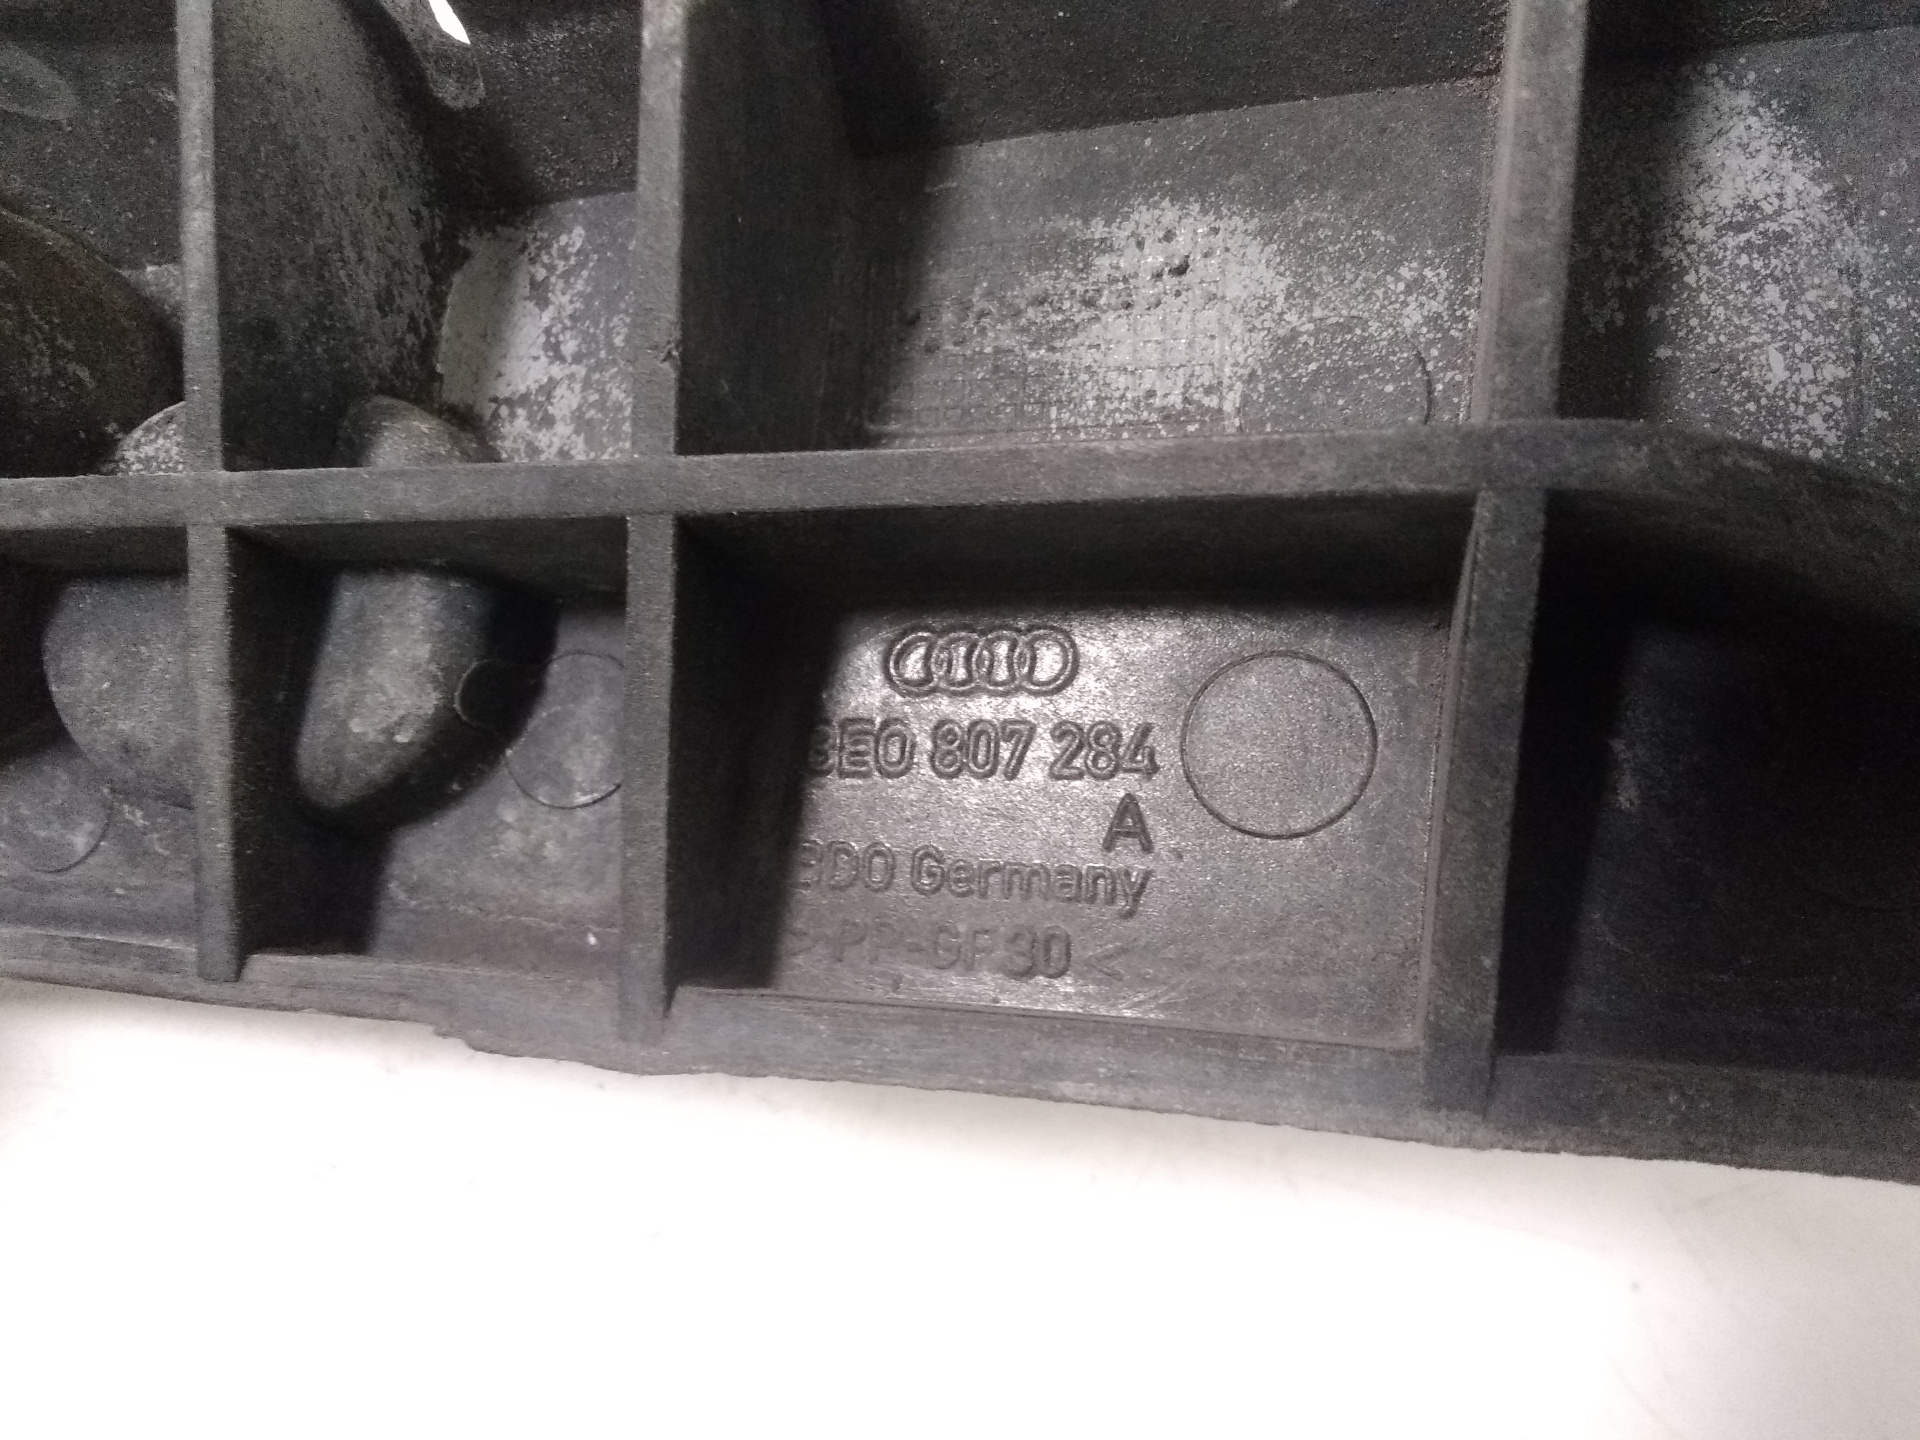 8E0 807 284
A
BDO Germany
> PP-GF30 <